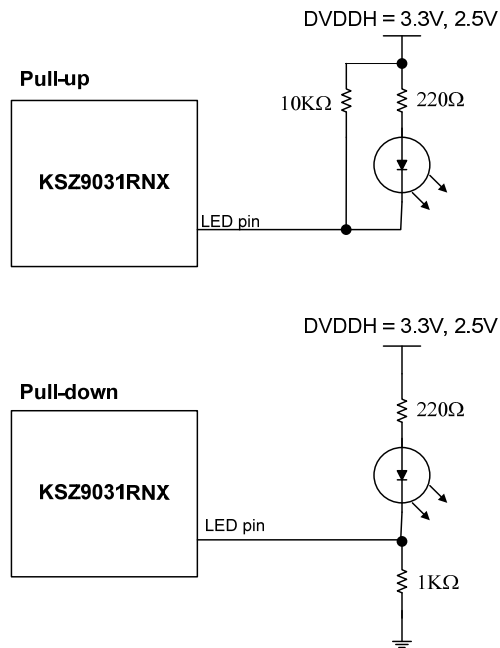 DVDDH = 3.3V, 2.5V
Pull-up
10KΩ
220Ω
KSZ9031RNX
LED pin
DVDDH = 3.3V, 2.5V
Pull-down
220Ω
KSZ9031RNX
LED pin
1KΩ